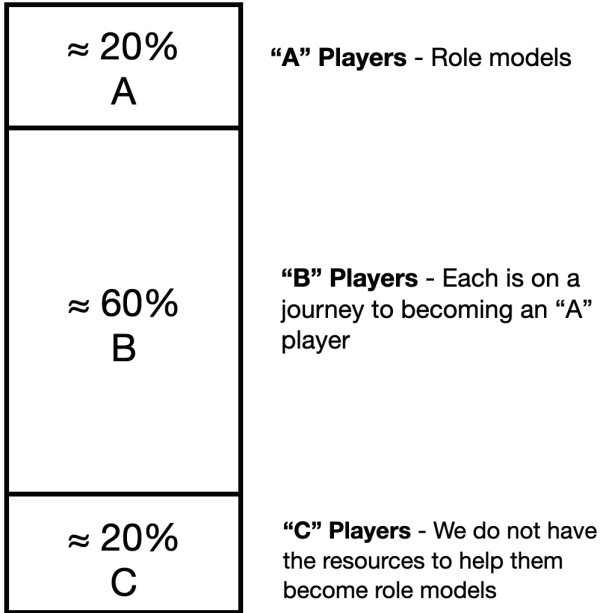 ≈ 20%
A
“A” Players - Role models
≈ 60%
B
“B” Players - Each is on a
journey to becoming an “A”
player
≈ 20%
C
“C” Players - We do not have
the resources to help them
become role models